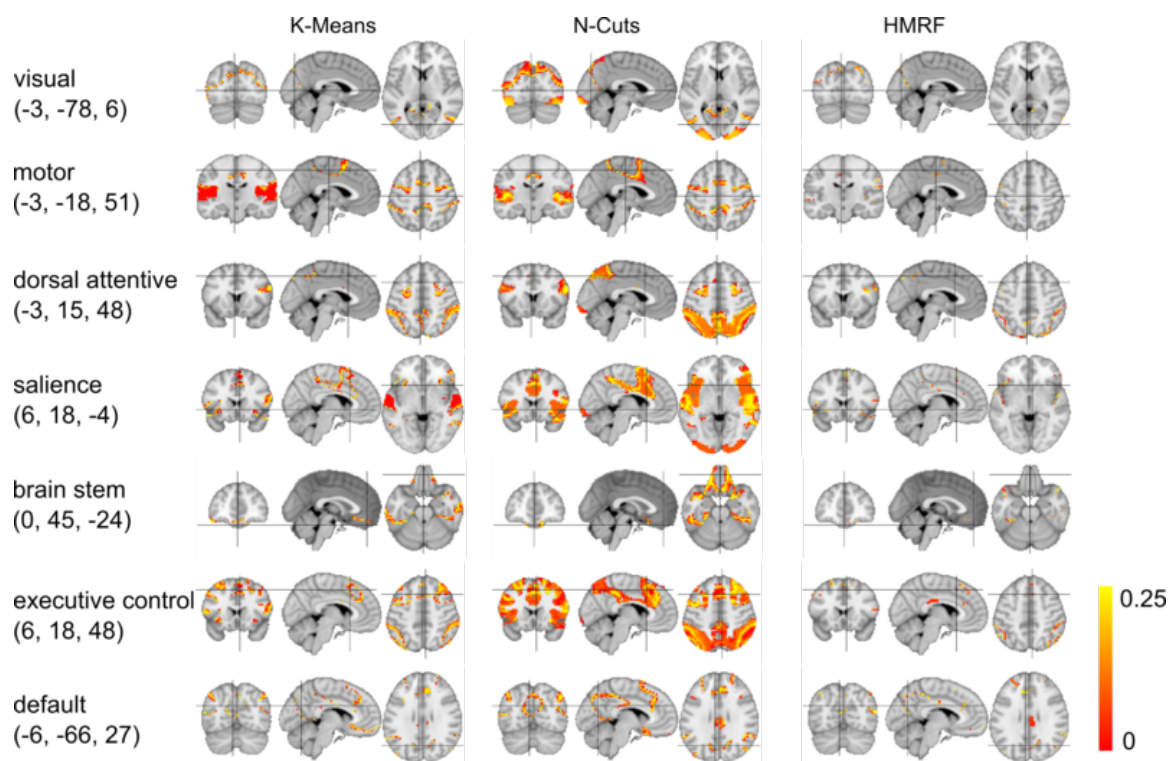 K-Means N-Cuts HMRF
visual
(-3, -78, 6)
motor
(-3, -18, 51)
dorsal attentive
(-3, 15, 48)
salience
(6, 18, -4)
brain stem
(0, 45, -24)
executive control
(6, 18, 48)
0.25
default
(-6, -66, 27)
0